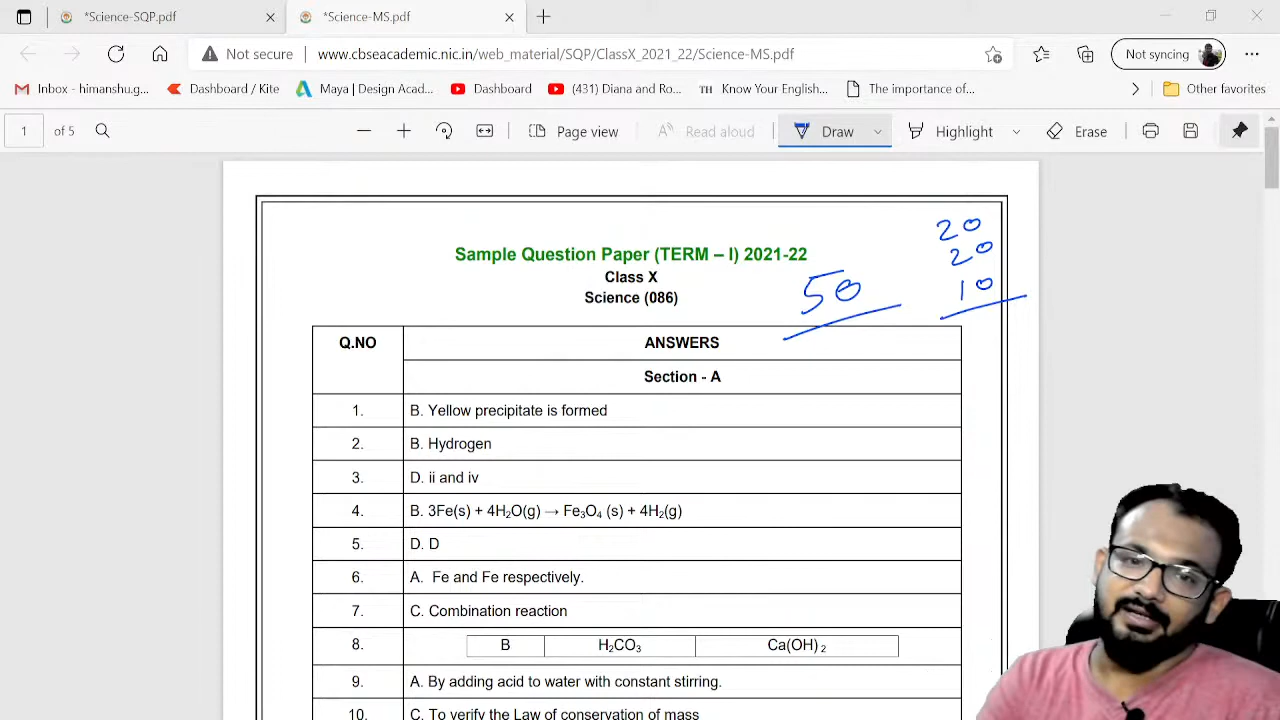 *Science-SQP.pdf
*Science-MS.pdf
Not secure | www.cbseacademic.nic.in/web_material/SQP/ClassX_2021_22/Science-MS.pdf
Not syncing
Inbox - himanshu.g...
Dashboard / Kite
Maya | Design Acad...
Dashboard
(431) Diana and Ro...
TH Know Your English...
The importance of...
Other favorites
1 of 5
Page view
Read aloud
Draw
Highlight
Erase
20
20
10
50
Sample Question Paper (TERM – I) 2021-22
Class X
Science (086)
Q.NO ANSWERS
Section - A
1. B. Yellow precipitate is formed
2. B. Hydrogen
3. D. ii and iv
4. B. 3Fe(s) + 4H₂O(g) → Fe₃O₄ (s) + 4H₂(g)
5. D. D
6. A. Fe and Fe respectively.
7. C. Combination reaction
8. B H₂CO₃ Ca(OH)₂
9. A. By adding acid to water with constant stirring.
10. C. To verify the Law of conservation of mass